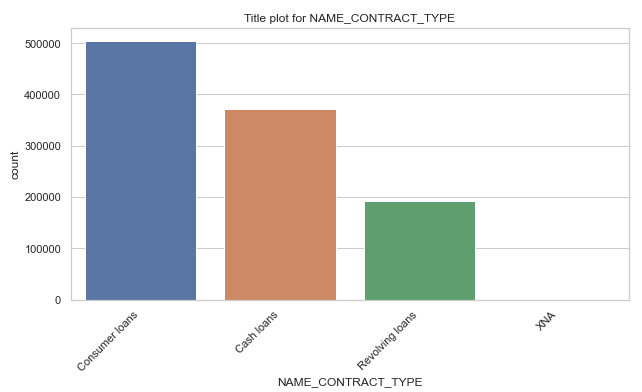 Title plot for NAME_CONTRACT_TYPE
500000
400000
300000
200000
100000
0
count
Consumer loans
Cash loans
Revolving loans
XNA
NAME_CONTRACT_TYPE